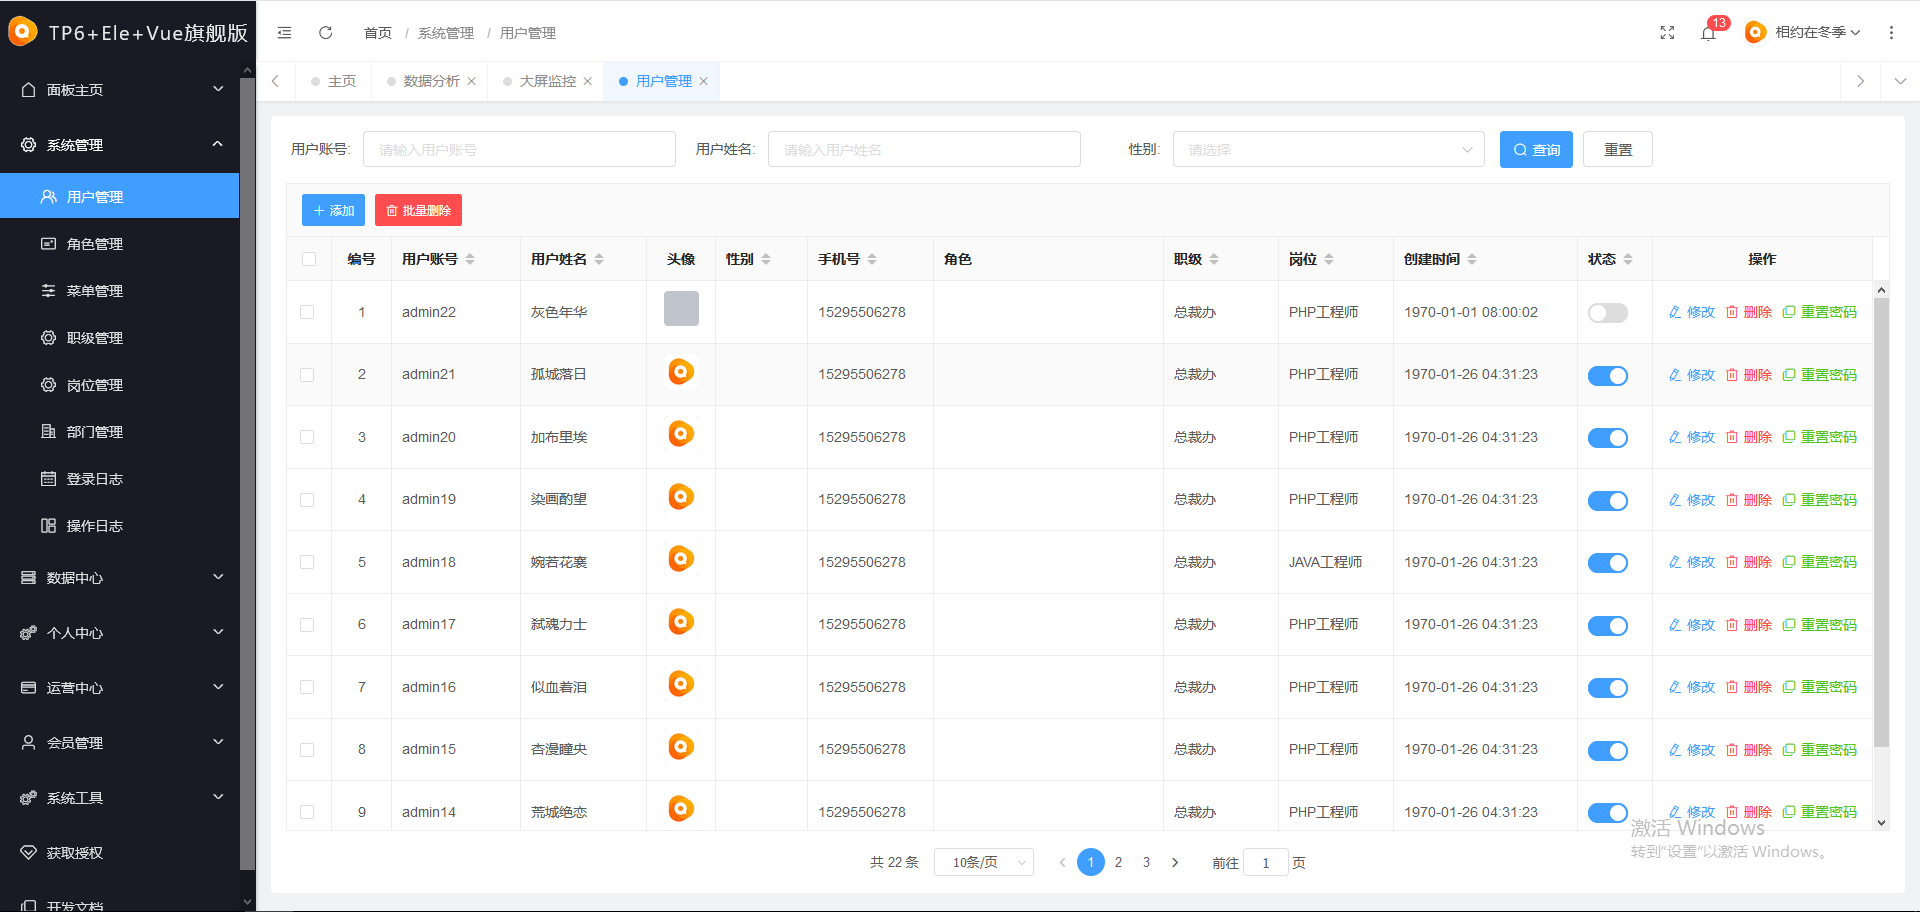 TP6+Ele+Vue旗舰版
首页 / 系统管理 / 用户管理
13
相约在冬季
主页
数据分析
大屏监控
用户管理
面板主页
系统管理
用户管理
角色管理
菜单管理
职级管理
岗位管理
部门管理
登录日志
操作日志
数据中心
个人中心
运营中心
会员管理
系统工具
获取授权
开发文档
用户账号: 请输入用户账号 用户姓名: 请输入用户姓名 性别: 请选择 查询 重置
添加 批量删除
编号 用户账号 用户姓名 头像 性别 手机号 角色 职级 岗位 创建时间 状态 操作
1 admin22 灰色年华 15295506278 总裁办 PHP工程师 1970-01-01 08:00:02 修改 删除 重置密码
2 admin21 孤城落日 15295506278 总裁办 PHP工程师 1970-01-26 04:31:23 修改 删除 重置密码
3 admin20 加布里埃 15295506278 总裁办 PHP工程师 1970-01-26 04:31:23 修改 删除 重置密码
4 admin19 染画酌望 15295506278 总裁办 PHP工程师 1970-01-26 04:31:23 修改 删除 重置密码
5 admin18 婉若花襄 15295506278 总裁办 JAVA工程师 1970-01-26 04:31:23 修改 删除 重置密码
6 admin17 弑魂力士 15295506278 总裁办 PHP工程师 1970-01-26 04:31:23 修改 删除 重置密码
7 admin16 似血着泪 15295506278 总裁办 PHP工程师 1970-01-26 04:31:23 修改 删除 重置密码
8 admin15 杏漫瞳央 15295506278 总裁办 PHP工程师 1970-01-26 04:31:23 修改 删除 重置密码
9 admin14 荒城绝恋 15295506278 总裁办 PHP工程师 1970-01-26 04:31:23 修改 删除 重置密码
共 22 条 10条/页 1 2 3 前往 1 页
激活 Windows
转到"设置"以激活 Windows。